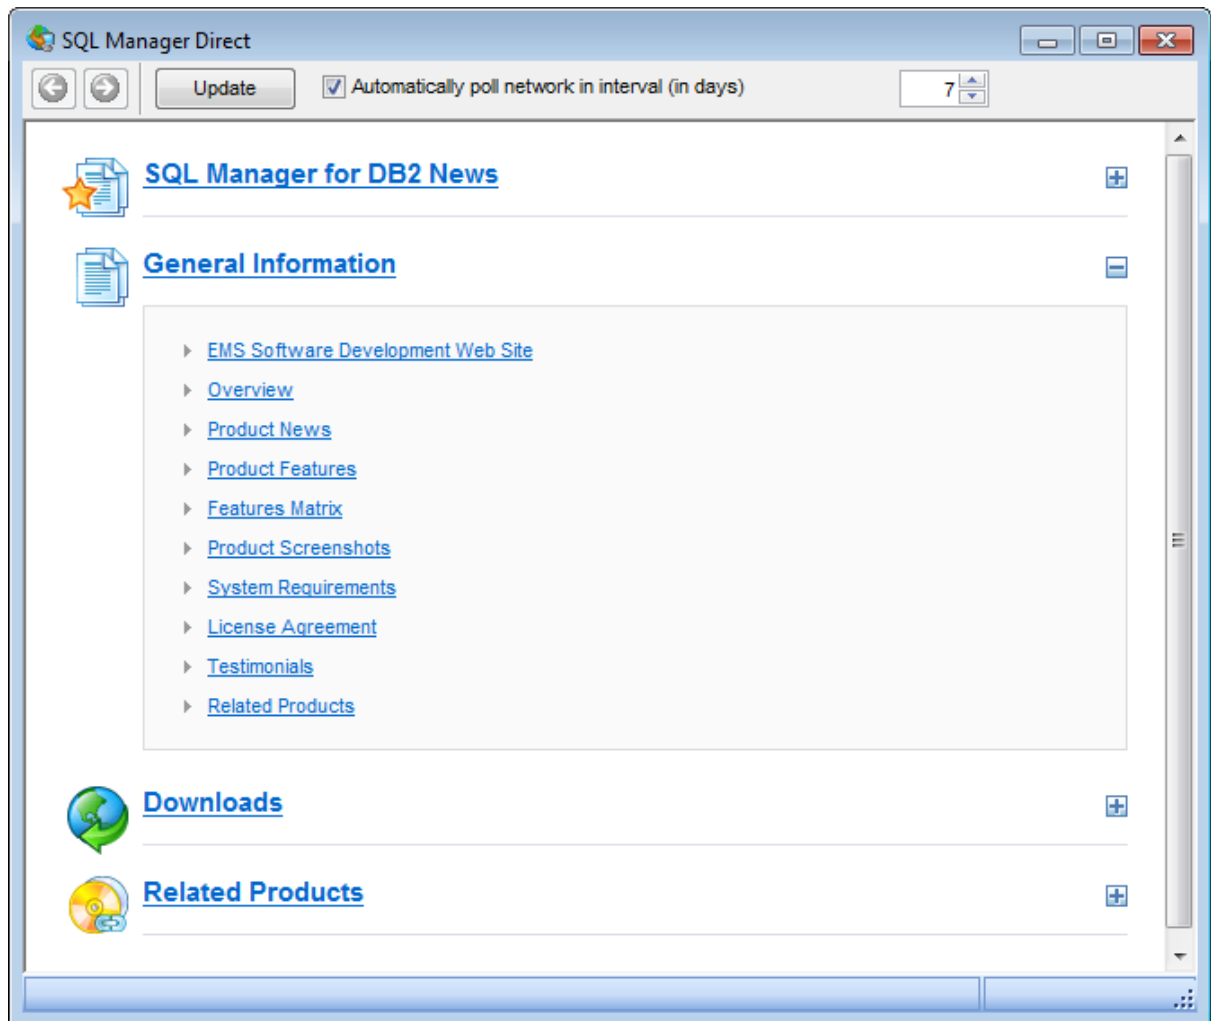 SQL Manager Direct
Update
Automatically poll network in interval (in days)
7
SQL Manager for DB2 News
General Information
EMS Software Development Web Site
Overview
Product News
Product Features
Features Matrix
Product Screenshots
System Requirements
License Agreement
Testimonials
Related Products
Downloads
Related Products